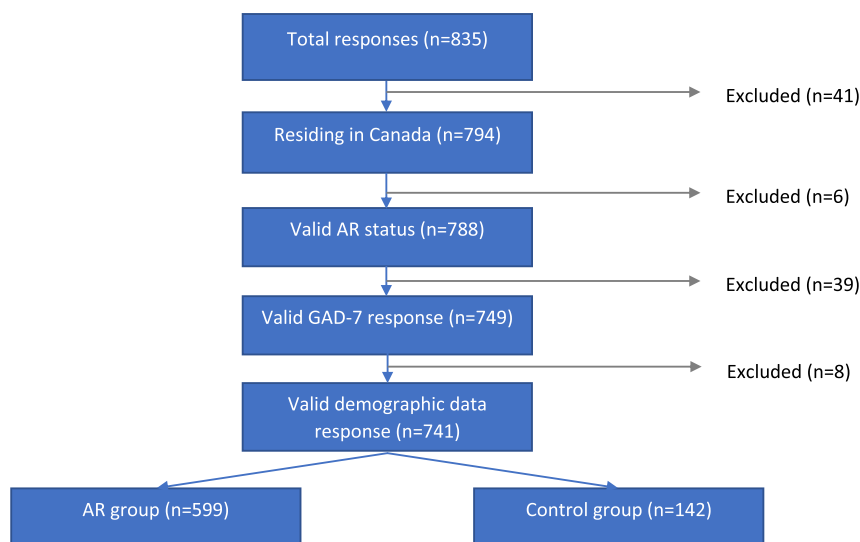 Total responses (n=835)
Excluded (n=41)
Residing in Canada (n=794)
Excluded (n=6)
Valid AR status (n=788)
Excluded (n=39)
Valid GAD-7 response (n=749)
Excluded (n=8)
Valid demographic data
response (n=741)
AR group (n=599)
Control group (n=142)